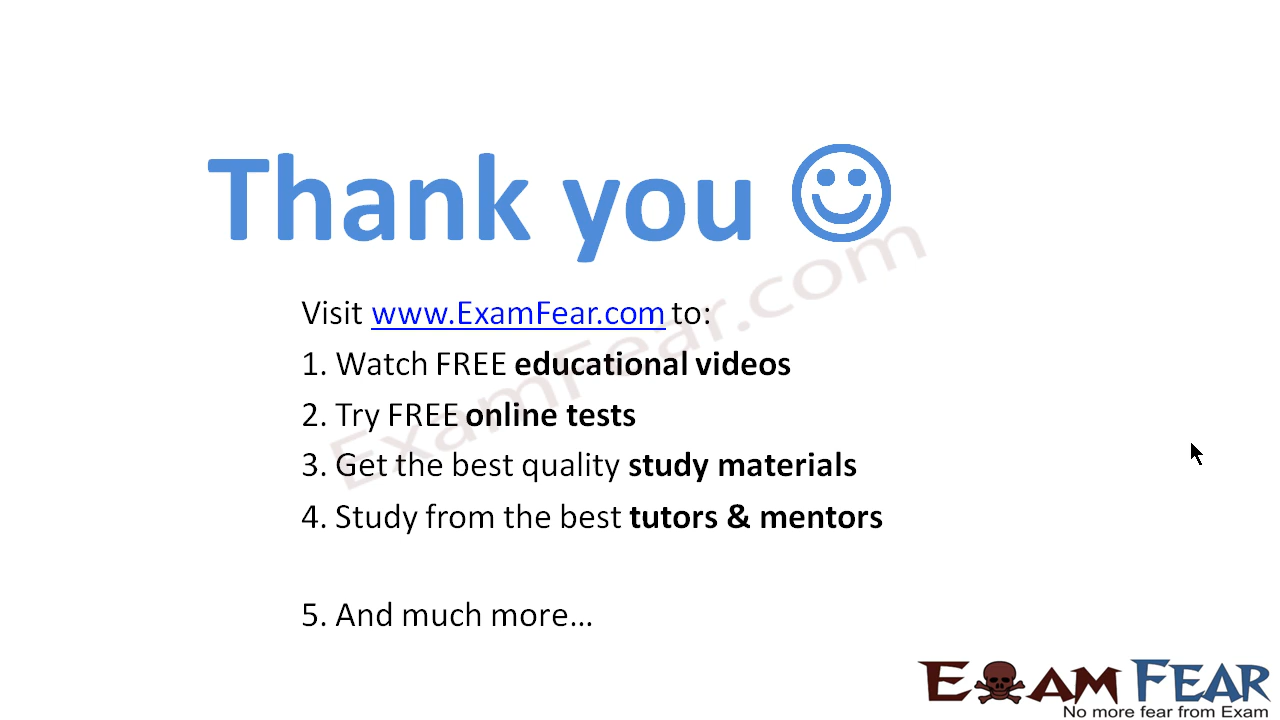 Thank you
Visit www.ExamFear.com to:
1. Watch FREE educational videos
2. Try FREE online tests
3. Get the best quality study materials
4. Study from the best tutors & mentors
5. And much more...
ExamFear.com
EXAM FEAR
No more fear from Exam